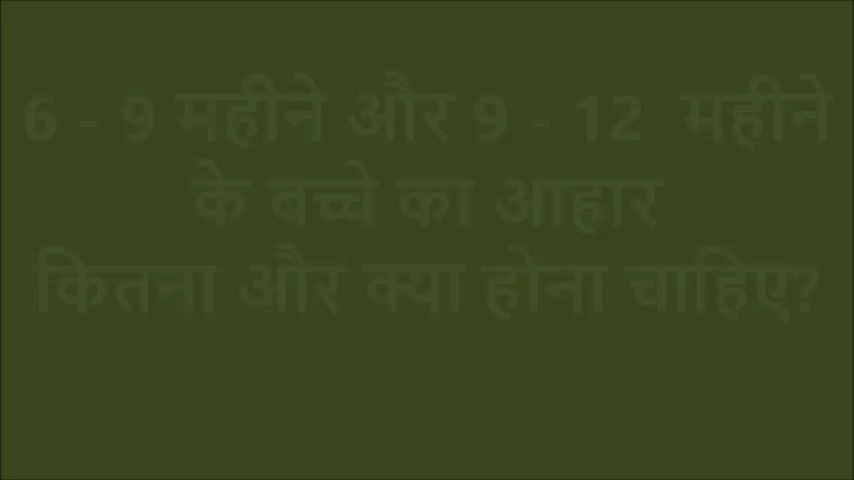 6 - 9 महीने और 9 - 12 महीने
के बच्चे का आहार
कितना और क्या होना चाहिए?